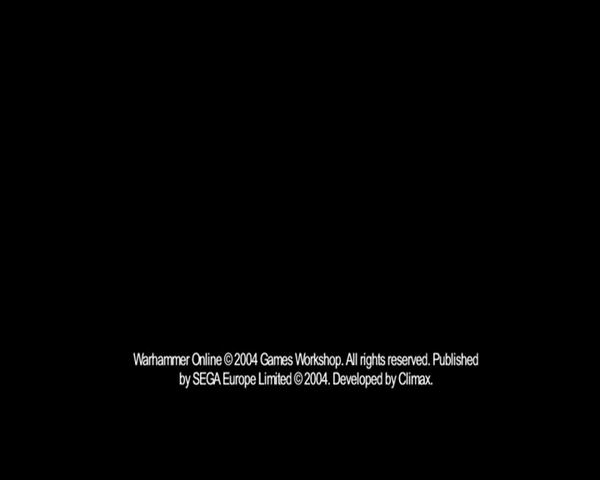 Warhammer Online © 2004 Games Workshop. All rights reserved. Published
by SEGA Europe Limited © 2004. Developed by Climax.